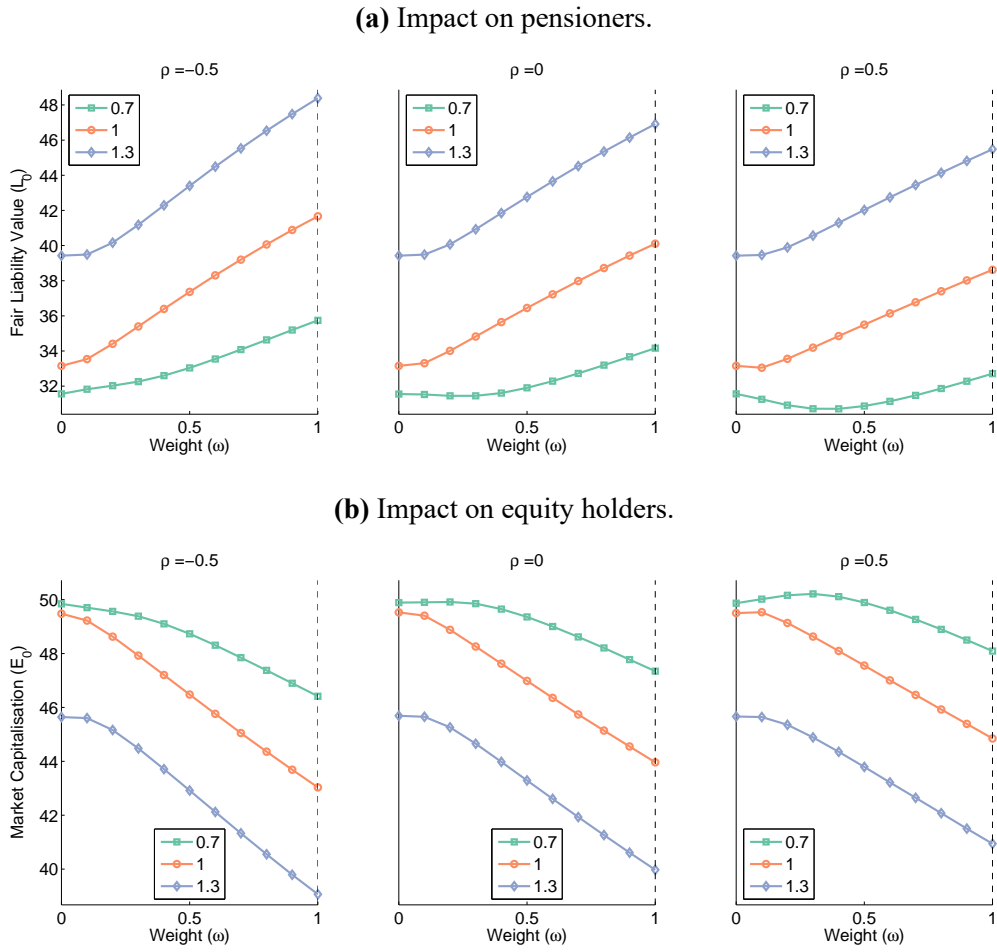 (a) Impact on pensioners.
ρ =−0.5
ρ =0
ρ =0.5
Fair Liability Value (L0)
48
46
44
42
40
38
36
34
32
0.7
1
1.3
0.7
1
1.3
0.7
1
1.3
0 0.5 1
0 0.5 1
0 0.5 1
Weight (ω)
Weight (ω)
Weight (ω)
(b) Impact on equity holders.
ρ =−0.5
ρ =0
ρ =0.5
Market Capitalisation (E0)
50
48
46
44
42
40
0.7
1
1.3
0.7
1
1.3
0.7
1
1.3
0 0.5 1
0 0.5 1
0 0.5 1
Weight (ω)
Weight (ω)
Weight (ω)